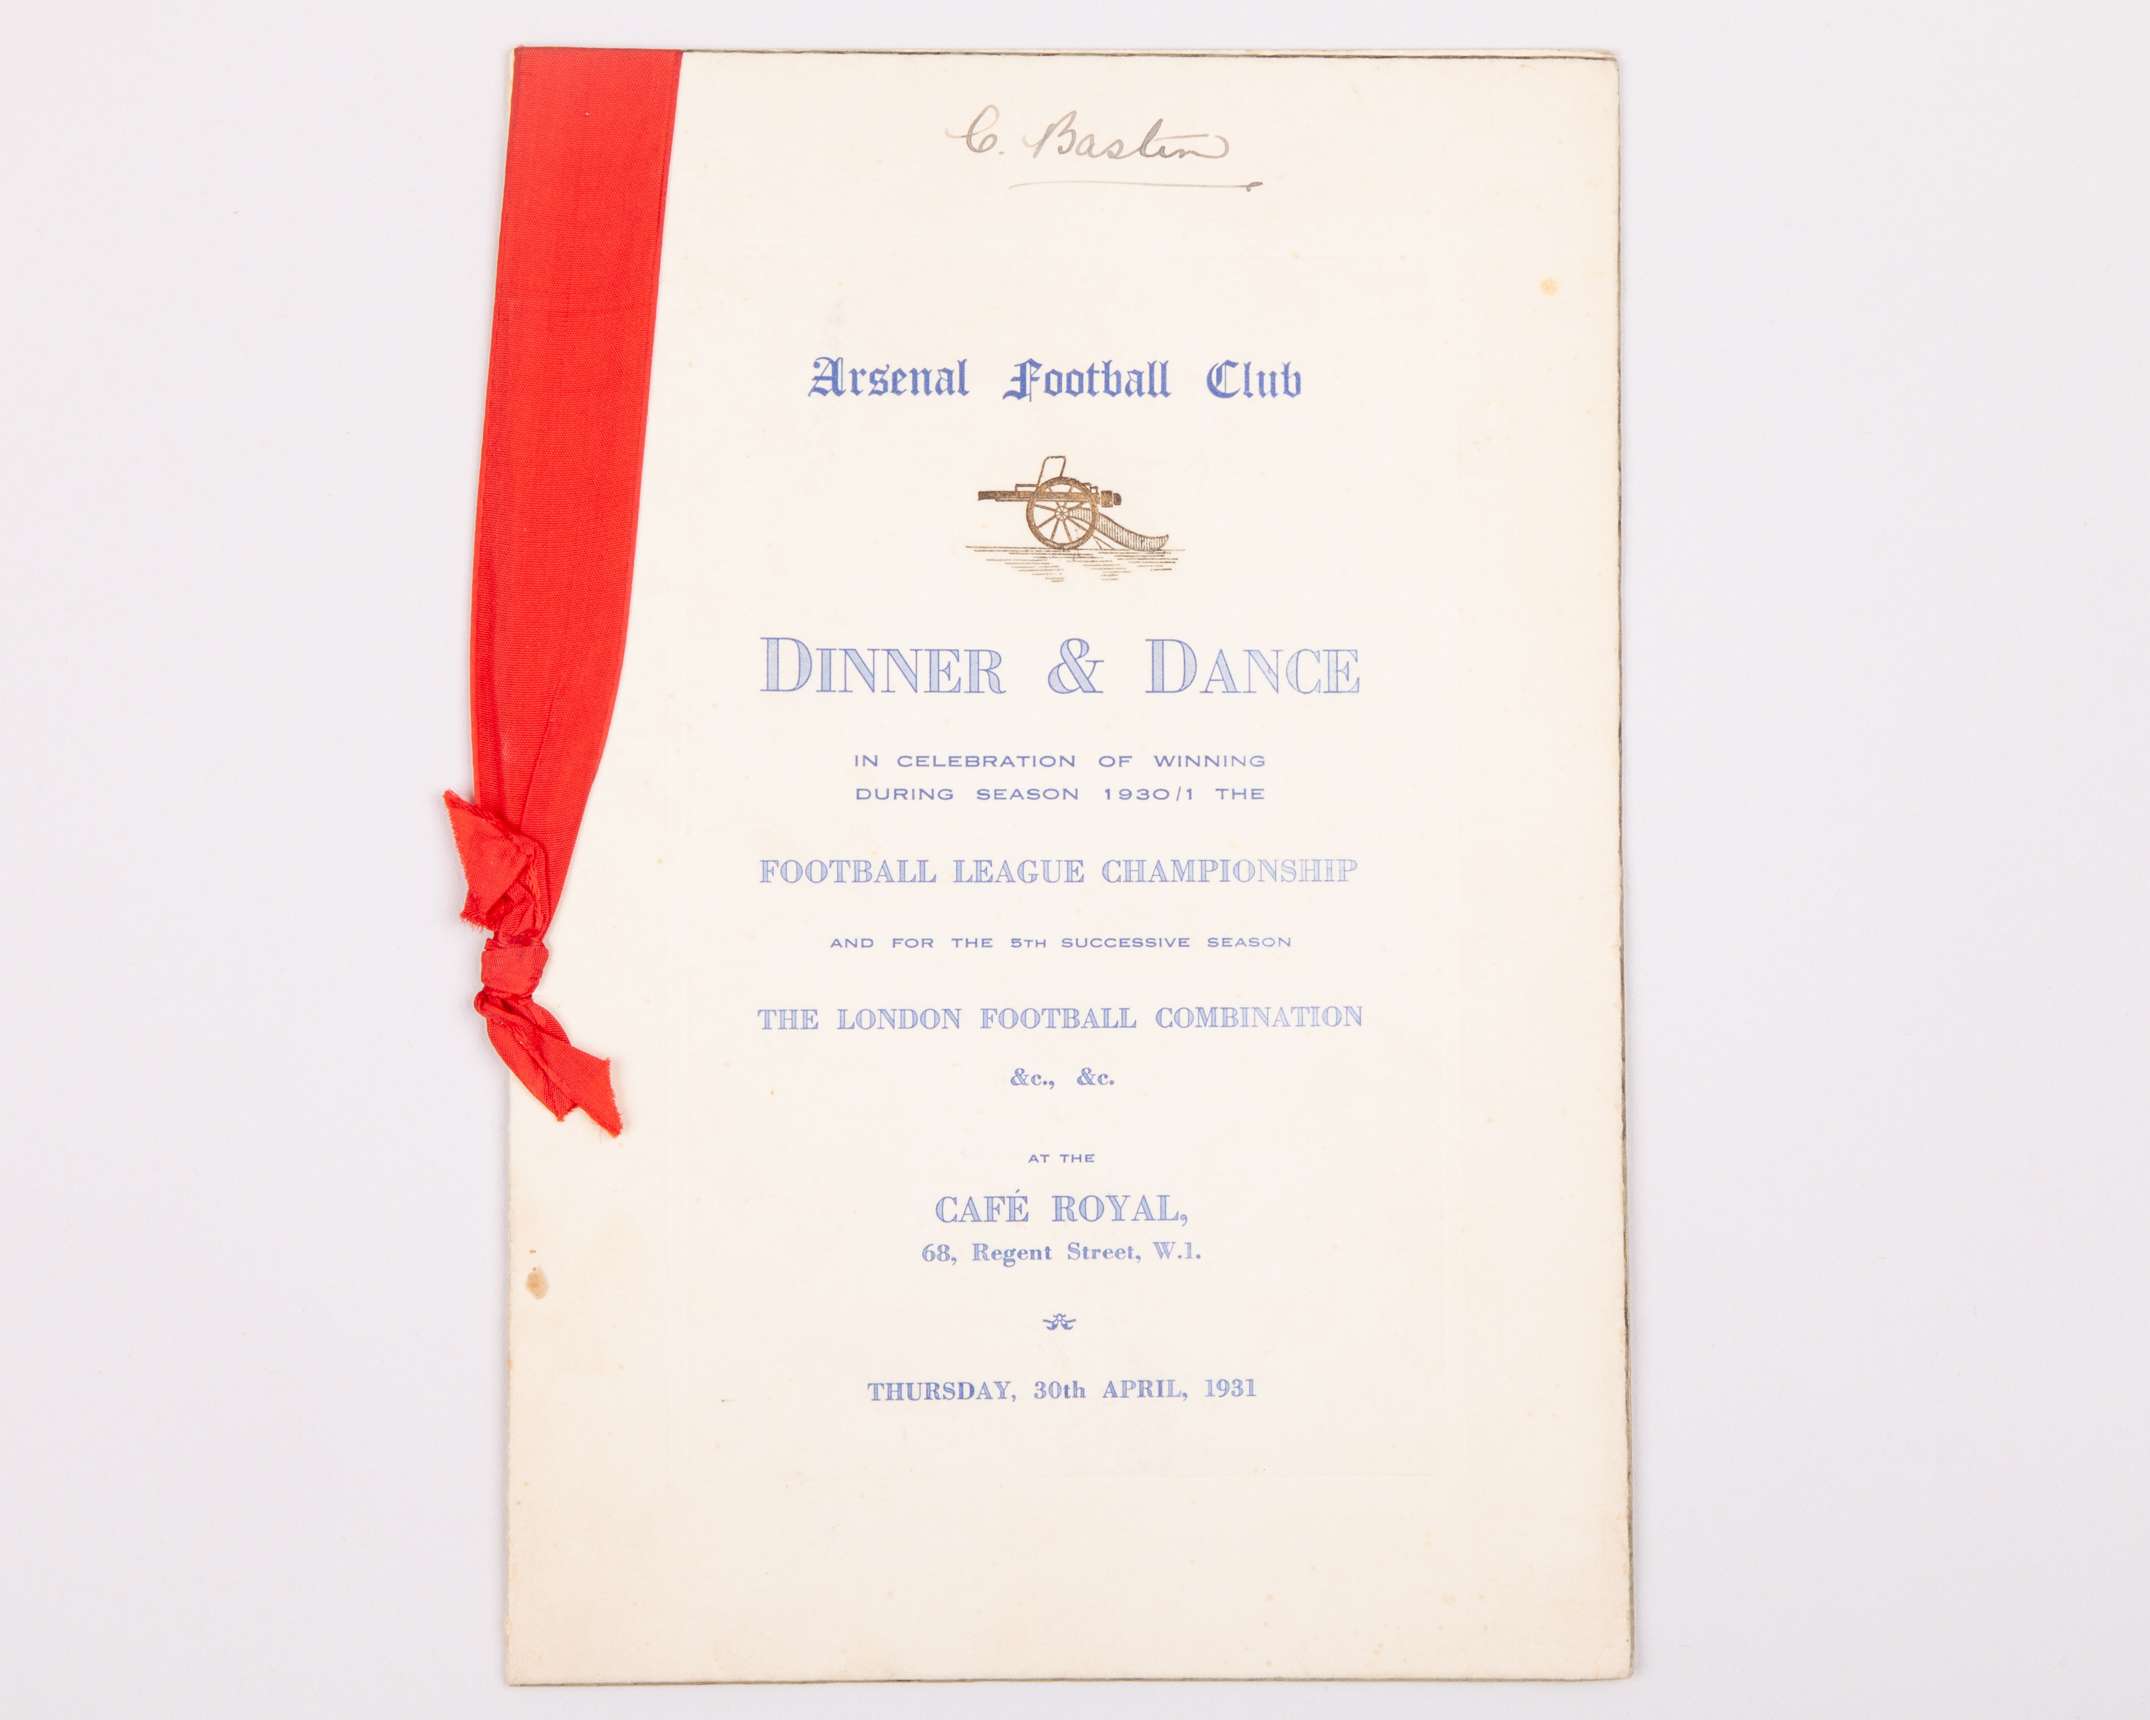 C. Bastin
Arsenal Football Club
DINNER & DANCE
IN CELEBRATION OF WINNING
DURING SEASON 1930/1 THE
FOOTBALL LEAGUE CHAMPIONSHIP
AND FOR THE 5TH SUCCESSIVE SEASON
THE LONDON FOOTBALL COMBINATION
&c., &c.
AT THE
CAFÉ ROYAL,
68, Regent Street, W.1.
THURSDAY, 30th APRIL, 1931